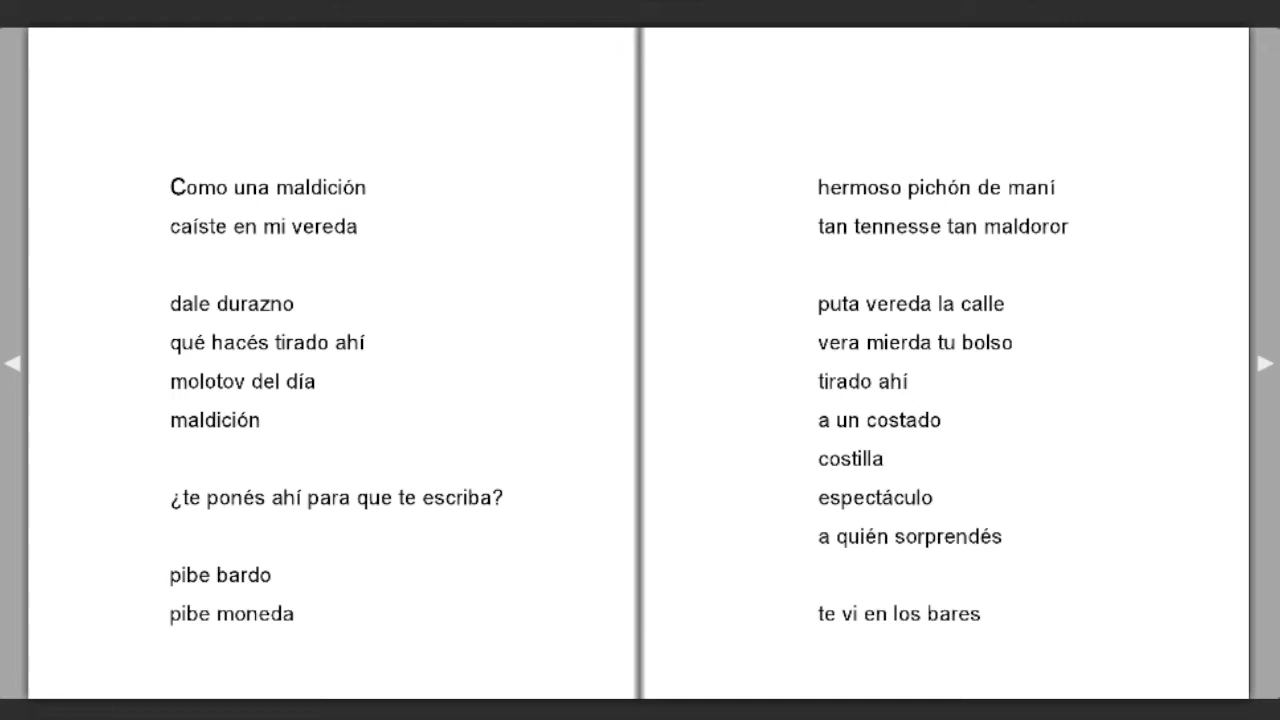 Como una maldición
caíste en mi vereda
dale durazno
qué hacés tirado ahí
molotov del día
maldición
¿te ponés ahí para que te escriba?
pibe bardo
pibe moneda
hermoso pichón de maní
tan tennesse tan maldoror
puta vereda la calle
vera mierda tu bolso
tirado ahí
a un costado
costilla
espectáculo
a quién sorprendés
te vi en los bares